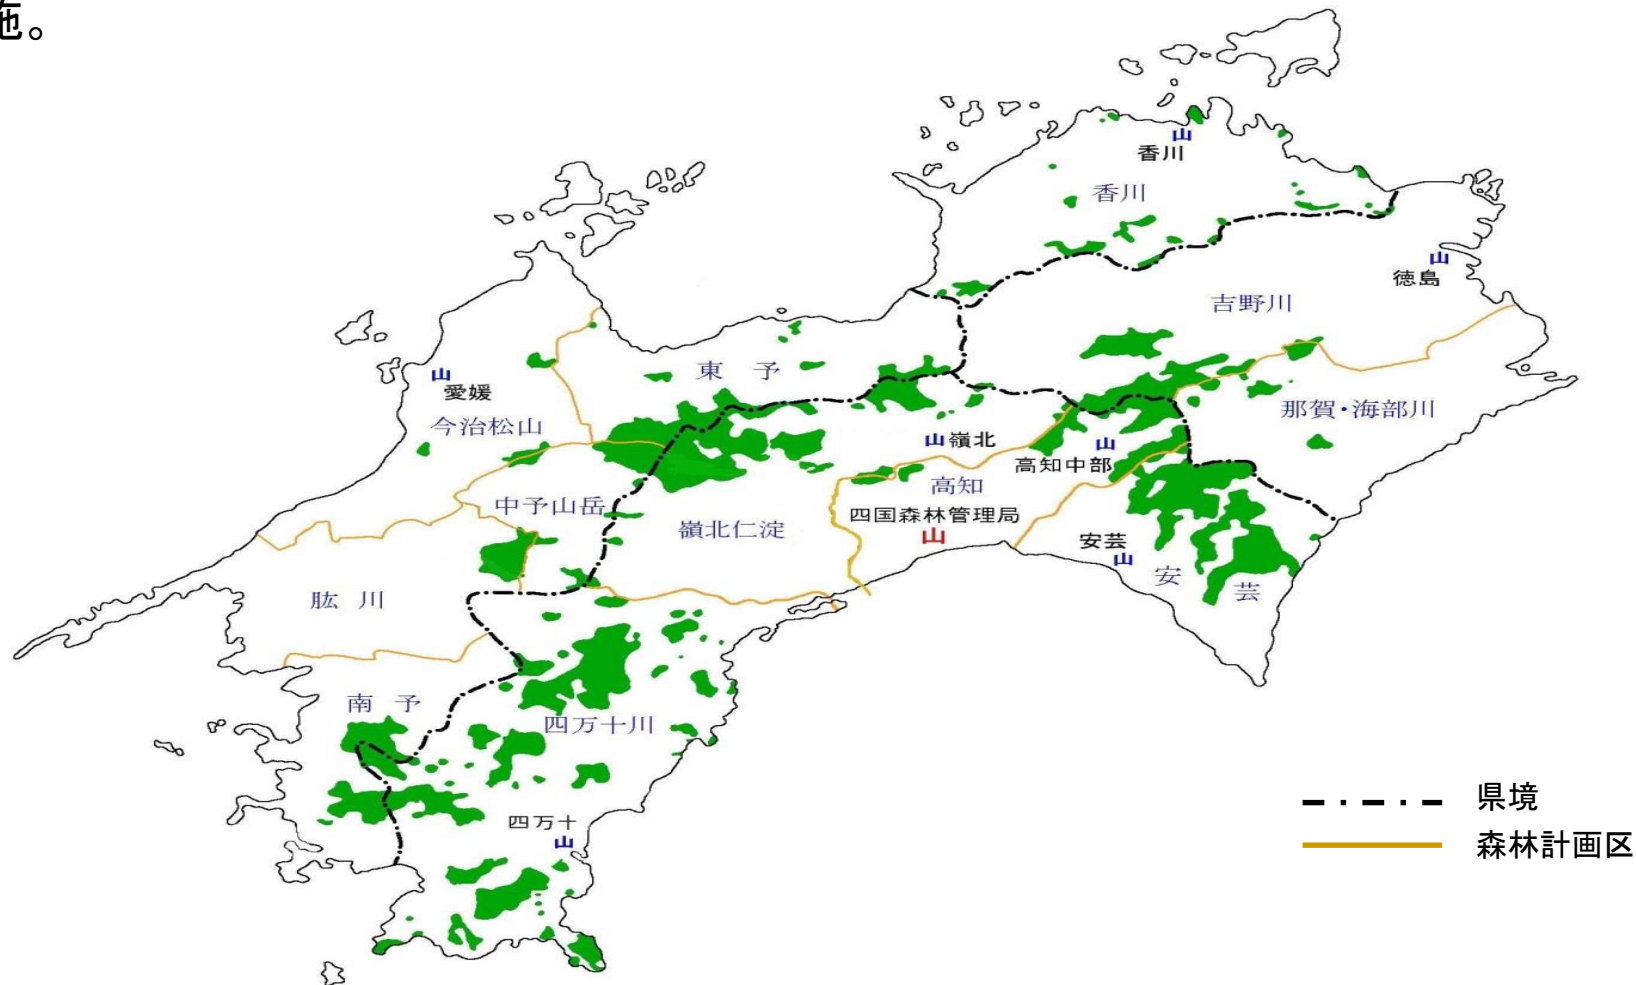 施。
香川
香川
徳島
吉野川
東 予
愛媛
今治松山
那賀・海部川
嶺北
高知中部
高知
中予山岳
嶺北仁淀
四国森林管理局
安芸
安
芸
肱 川
南 予
四万十川
四万十
県境
森林計画区